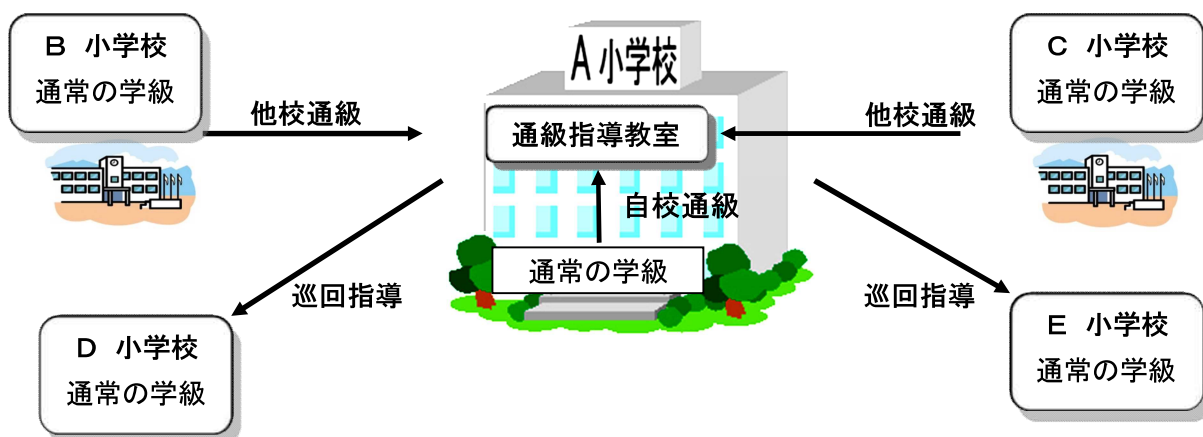 B 小学校
通常の学級
A小学校
C 小学校
通常の学級
他校通級
通級指導教室
他校通級
自校通級
通常の学級
巡回指導
巡回指導
D 小学校
通常の学級
E 小学校
通常の学級